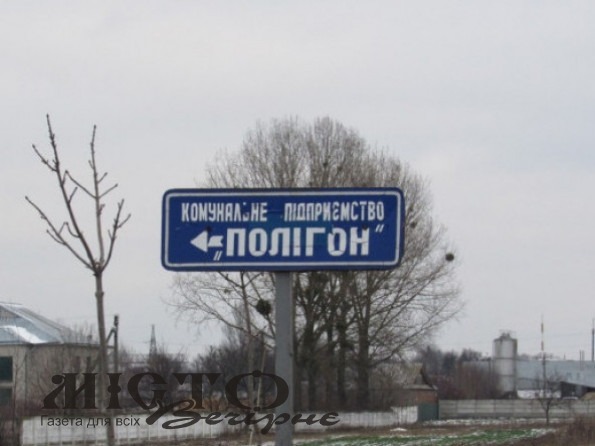 КОМУНАЛЬНЕ ПІДПРИЄМСТВО
„ПОЛІГОН"
МІСТО
Вечірнє
Газета для всіх